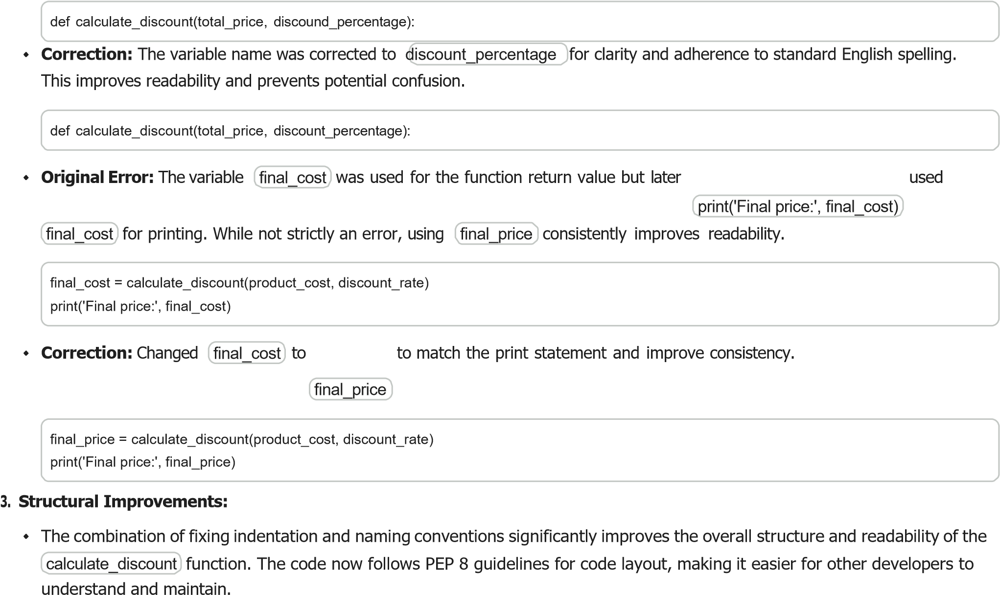 def calculate_discount(total_price, discound_percentage):
• Correction: The variable name was corrected to discount_percentage for clarity and adherence to standard English spelling.
This improves readability and prevents potential confusion.
def calculate_discount(total_price, discount_percentage):
• Original Error: The variable final_cost was used for the function return value but later used
print('Final price:', final_cost)
final_cost for printing. While not strictly an error, using final_price consistently improves readability.
final_cost = calculate_discount(product_cost, discount_rate)
print('Final price:', final_cost)
• Correction: Changed final_cost to to match the print statement and improve consistency.
final_price
final_price = calculate_discount(product_cost, discount_rate)
print('Final price:', final_price)
3. Structural Improvements:
• The combination of fixing indentation and naming conventions significantly improves the overall structure and readability of the
calculate_discount function. The code now follows PEP 8 guidelines for code layout, making it easier for other developers to
understand and maintain.